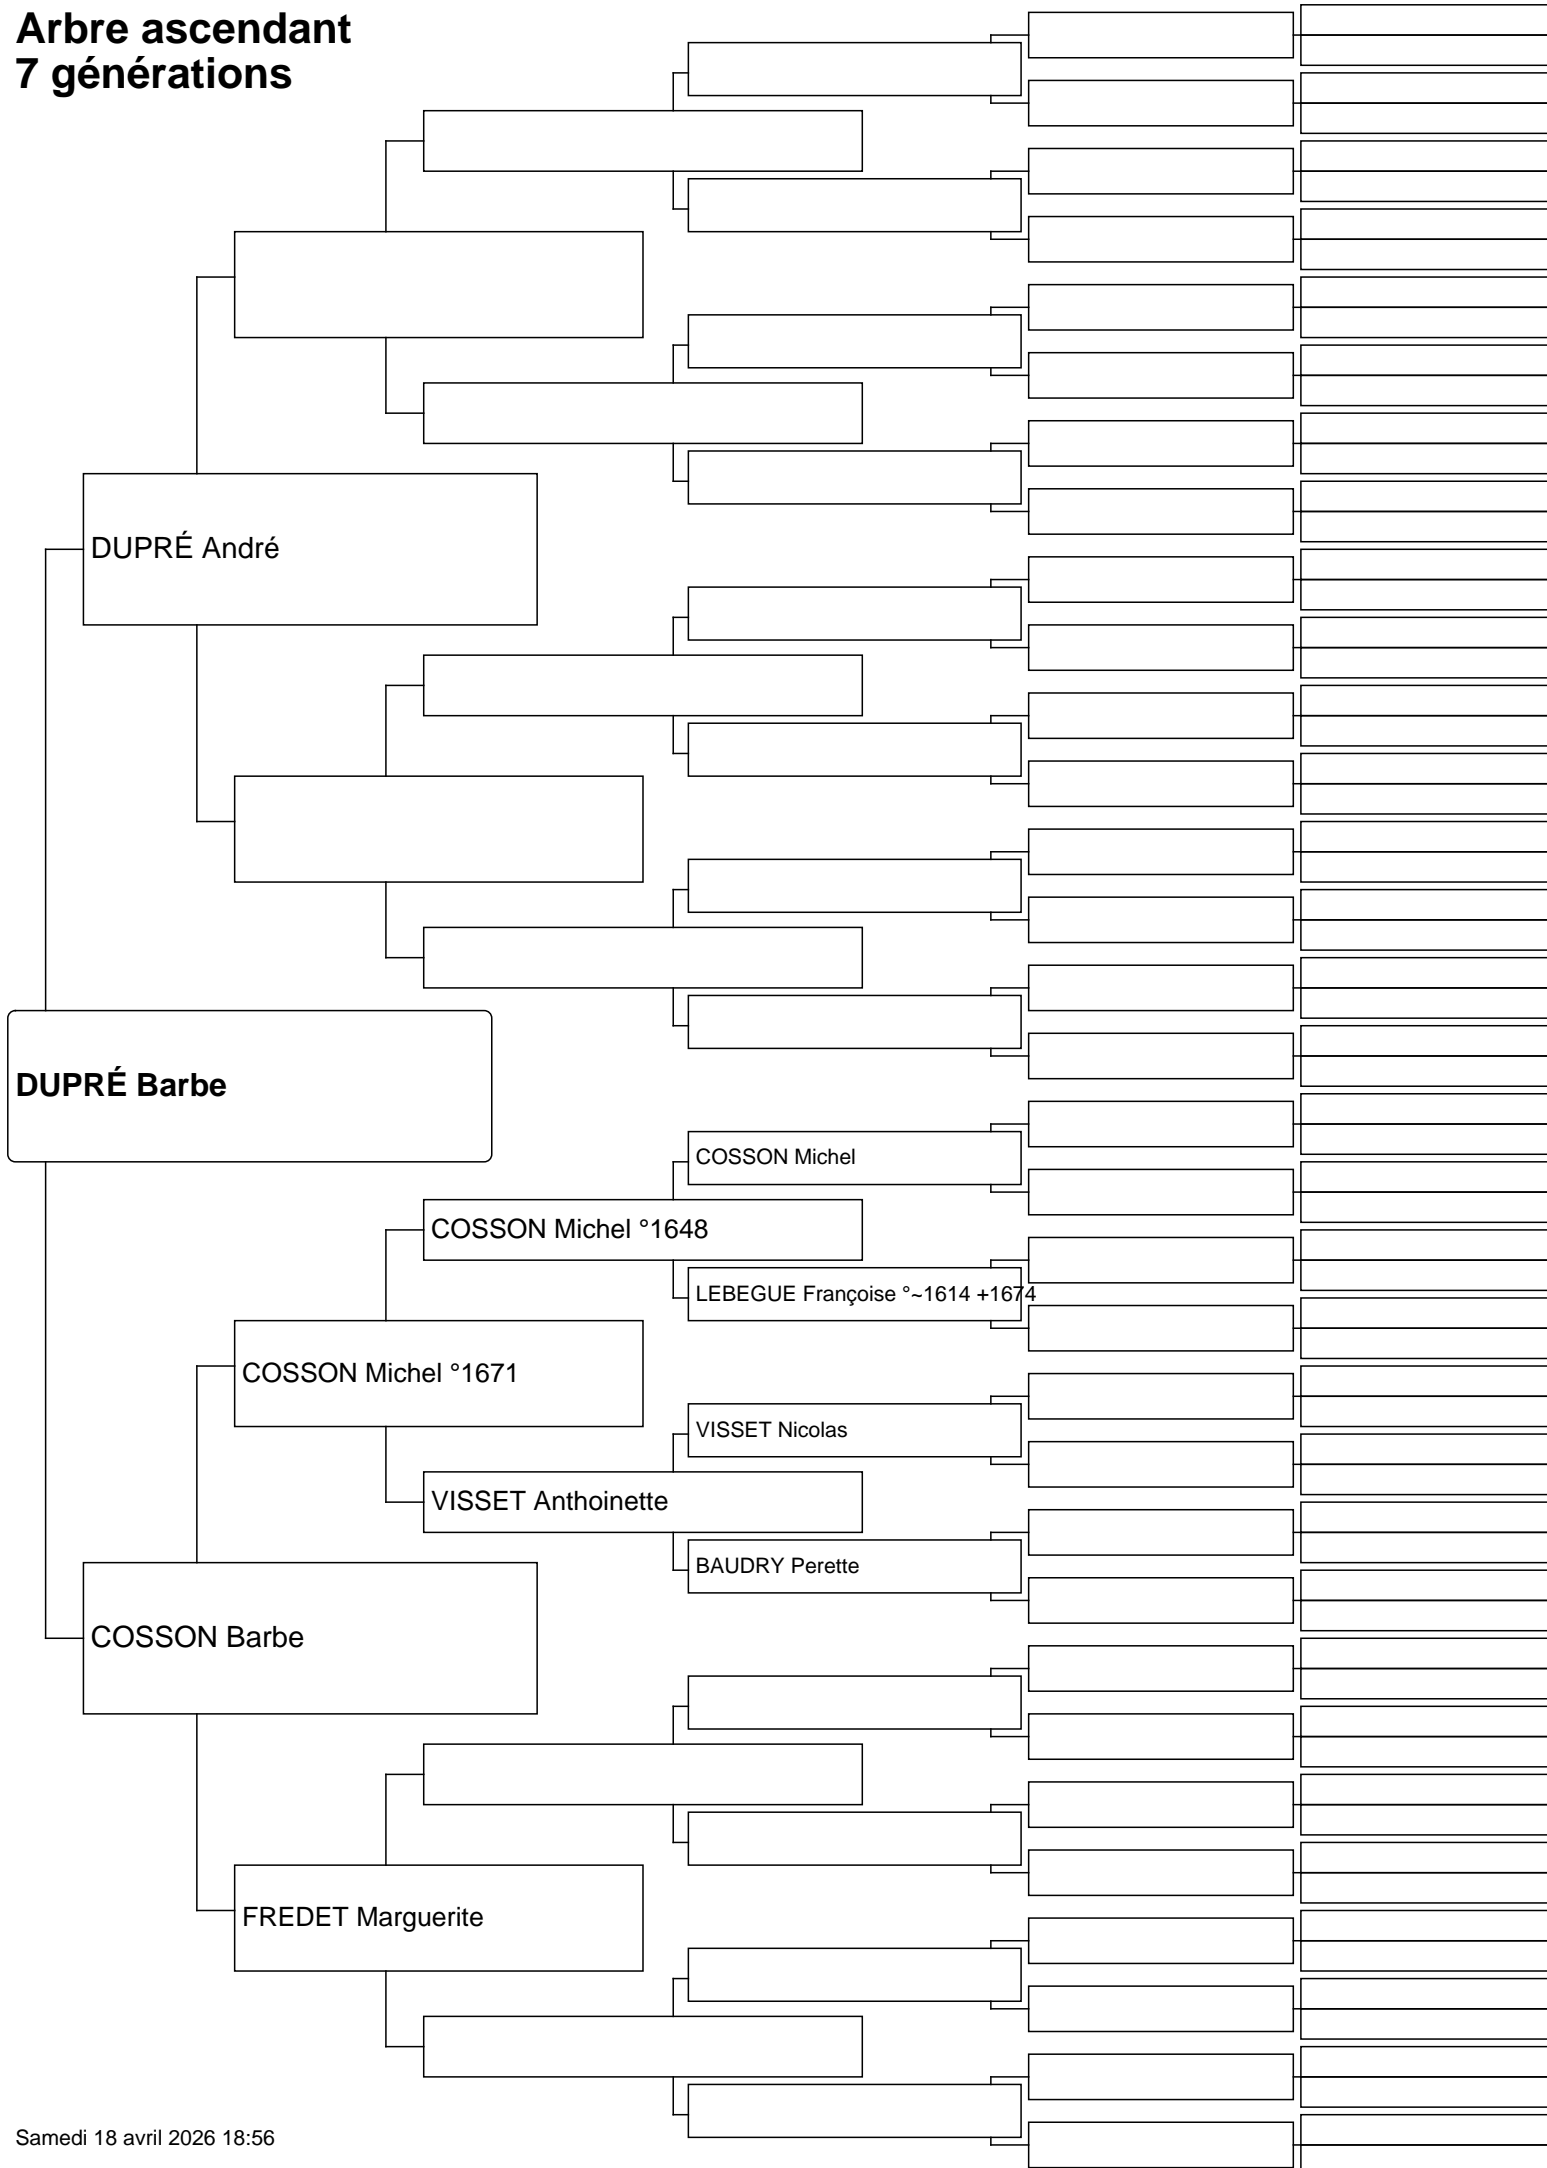 Arbre ascendant
7 générations
DUPRÉ André
DUPRÉ Barbe
COSSON Michel
COSSON Michel °1648
LEBEGUE Françoise °~1614 +1674
COSSON Michel °1671
VISSET Nicolas
VISSET Anthoinette
BAUDRY Perette
COSSON Barbe
FREDET Marguerite
Samedi 18 avril 2026 18:56